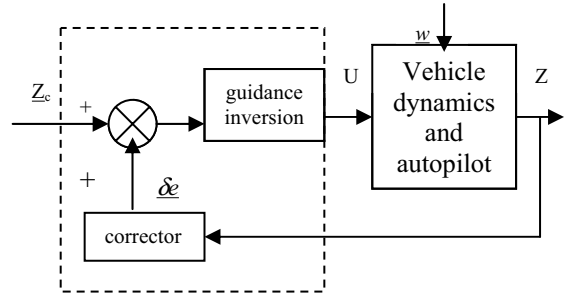 w
Z_c
+
guidance
inversion
U
Vehicle
dynamics
and
autopilot
Z
+
δe
corrector